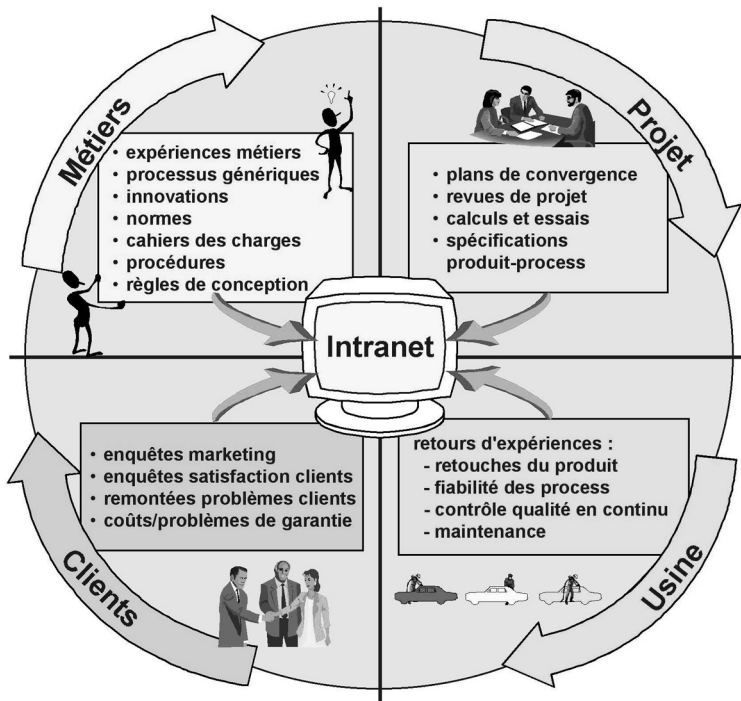 Métiers
• expériences métiers
• processus génériques
• innovations
• normes
• cahiers des charges
• procédures
• règles de conception
Projet
• plans de convergence
• revues de projet
• calculs et essais
• spécifications
produit-process
Intranet
• enquêtes marketing
• enquêtes satisfaction clients
• remontées problèmes clients
• coûts/problèmes de garantie
Clients
retours d'expériences :
- retouches du produit
- fiabilité des process
- contrôle qualité en continu
- maintenance
Usine